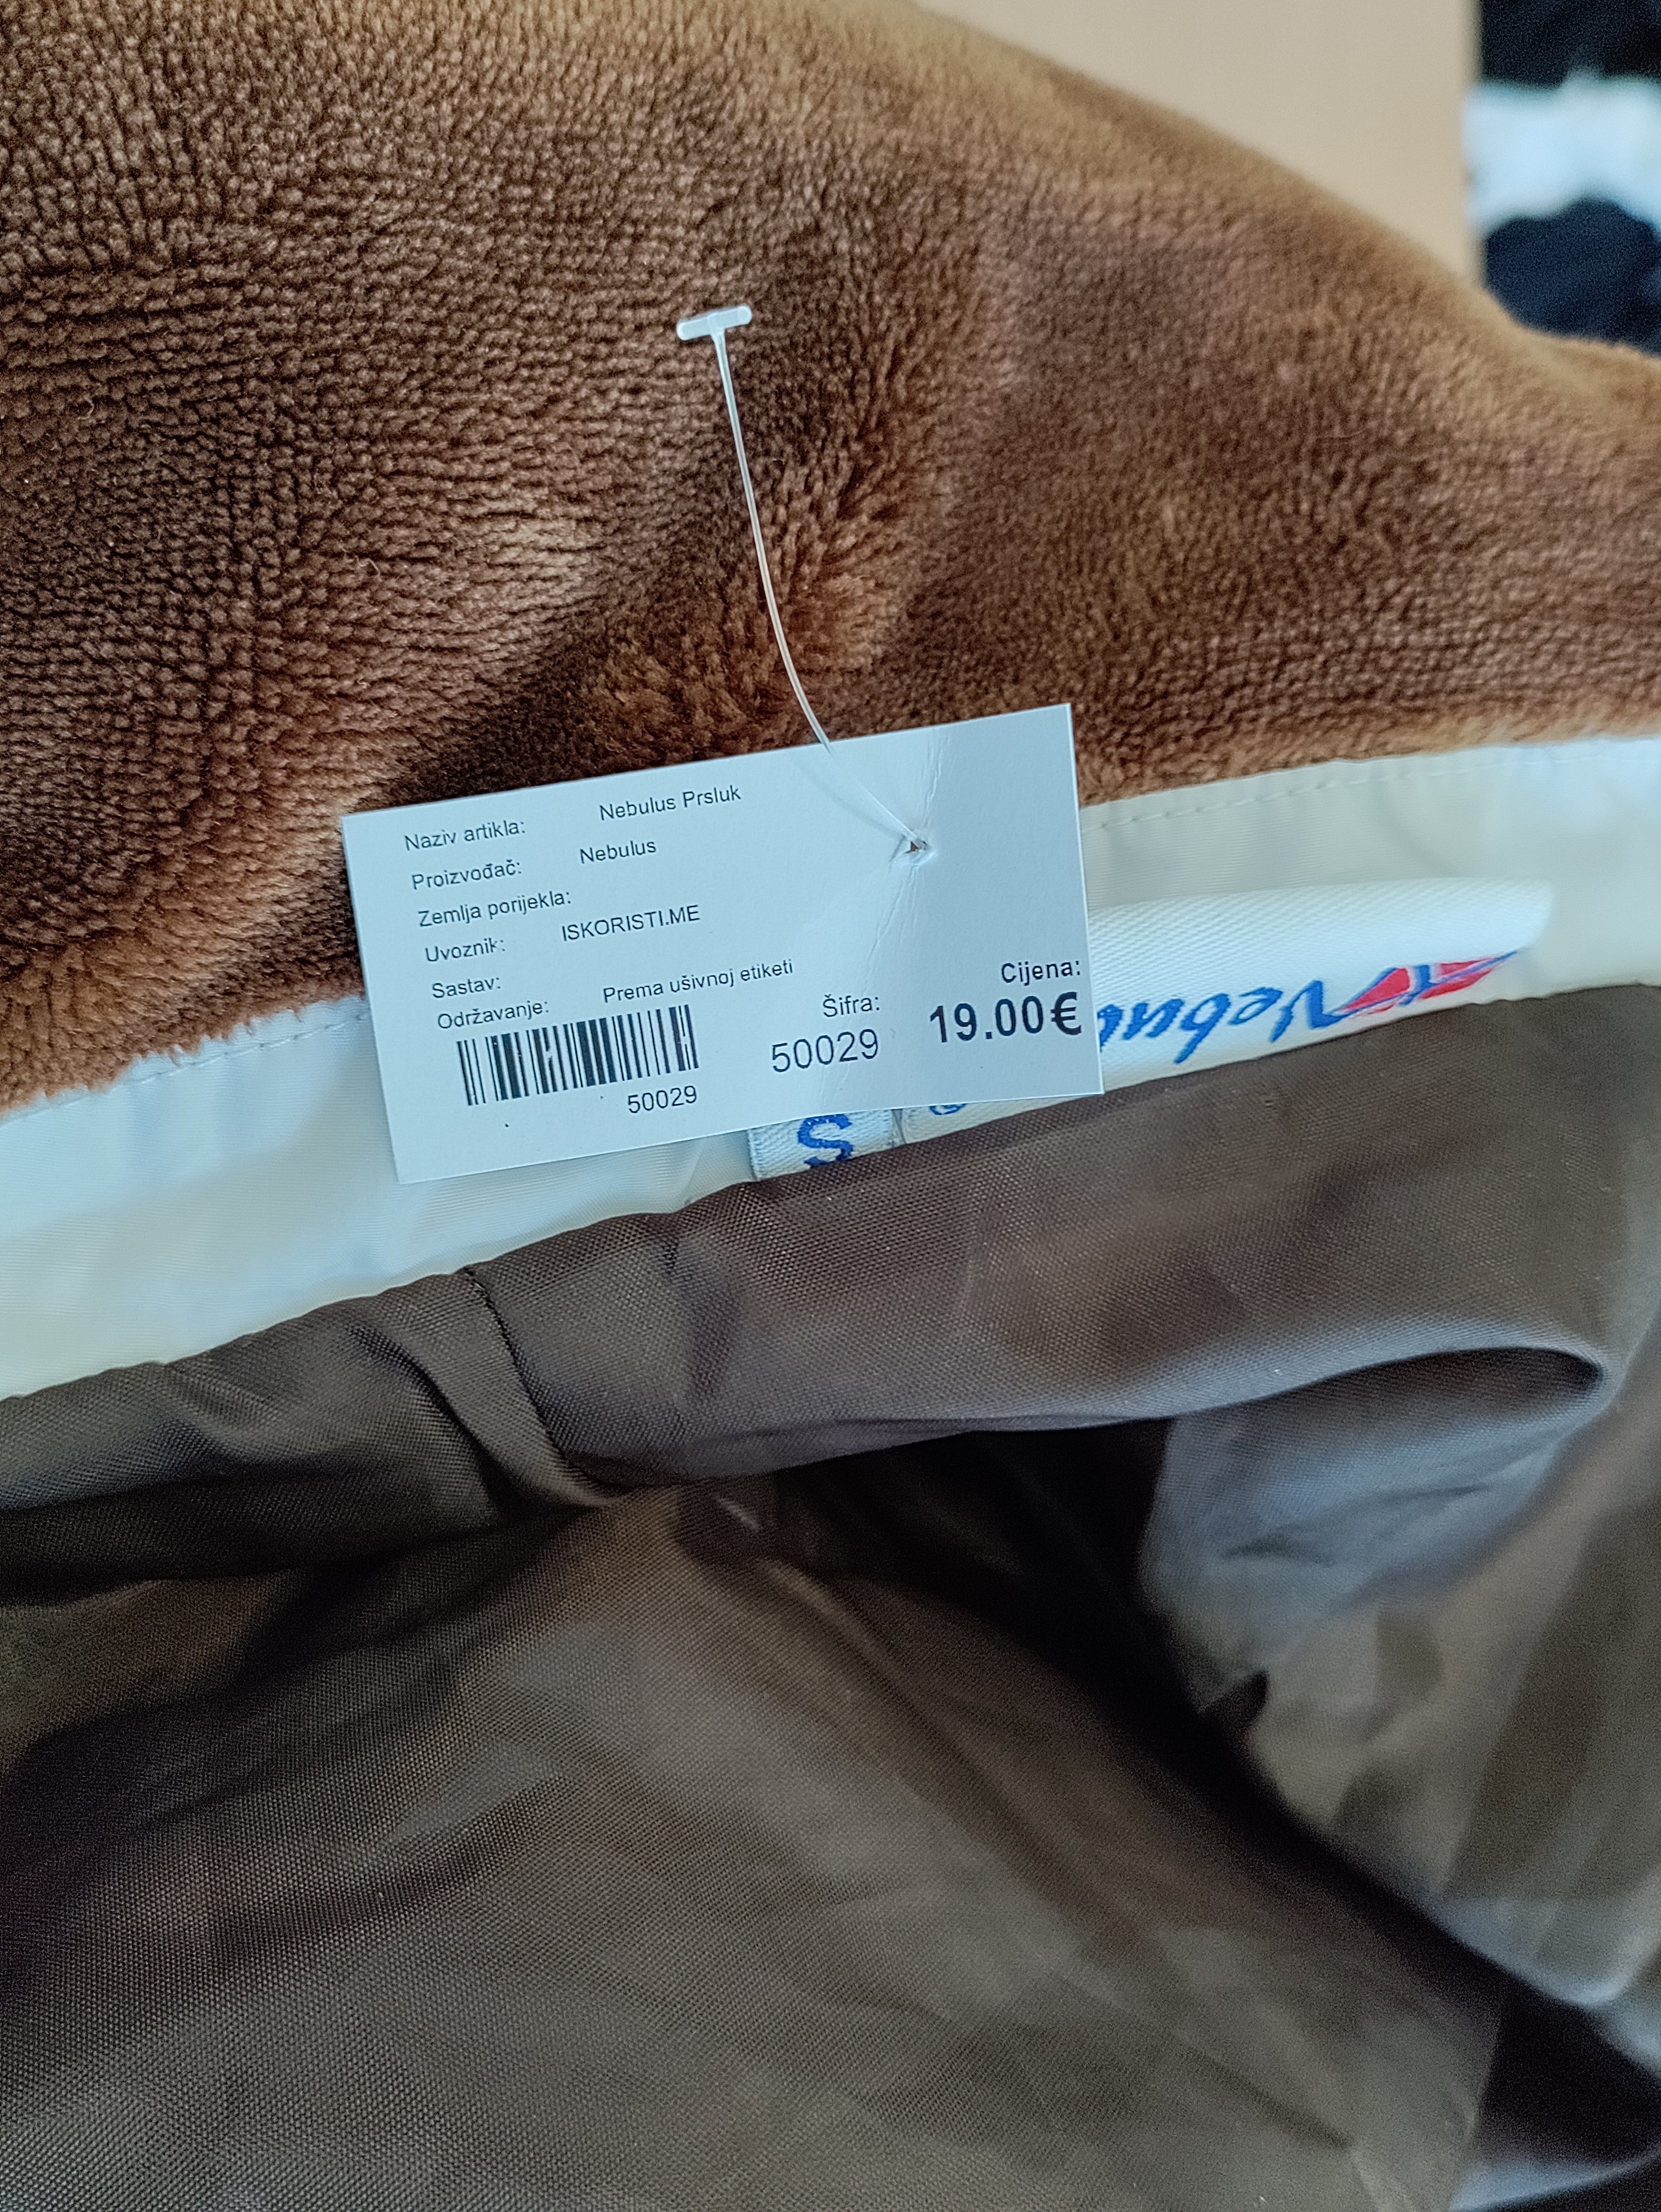 Naziv artikla: Nebulus Prsluk
Proizvođač: Nebulus
Zemlja porijekla:
Uvoznik: ISKORISTI.ME
Sastav:
Održavanje: Prema ušivnoj etiketi
50029
Šifra:
50029
Cijena:
19.00€
S